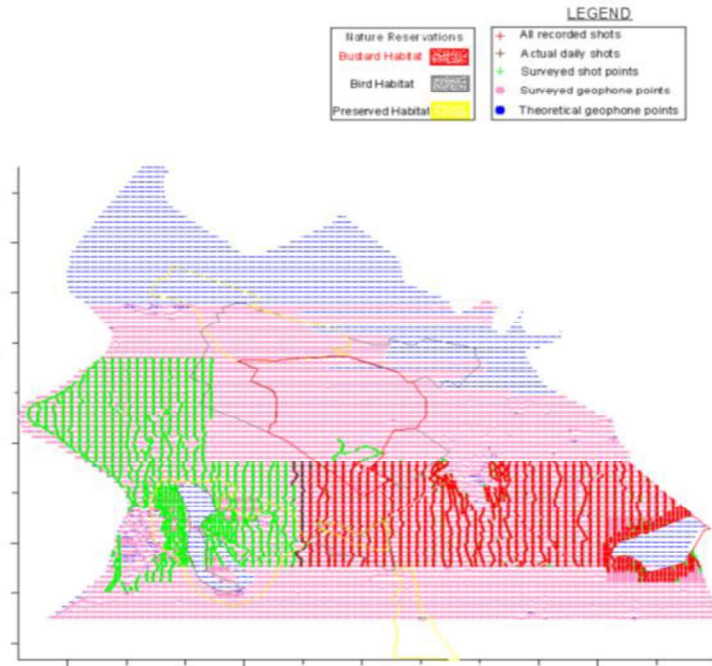 LEGEND
Nature Reservations
Bustard Habitat
Bird Habitat
Preserved Habitat
All recorded shots
Actual daily shots
Surveyed shot points
Surveyed geophone points
Theoretical geophone points